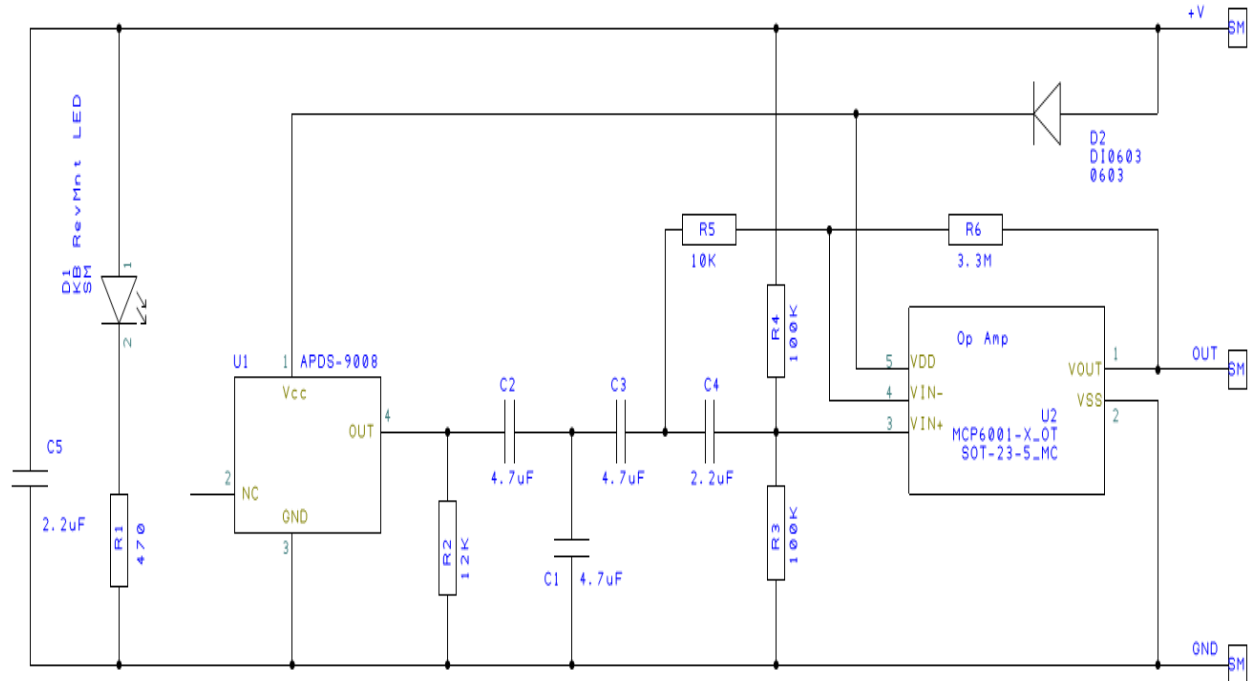 +V
SM
D1
KB RevMnt LED
SM
1
2
D2
DI0603
0603
R5
10K
R6
3.3M
R4
100K
U1
1
APDS-9008
Vcc
OUT
4
2
NC
GND
3
C5
2.2uF
R1
470
R2
12K
C2
4.7uF
C3
4.7uF
C4
2.2uF
C1
4.7uF
R3
100K
Op Amp
5
VDD
4
VIN-
3
VIN+
VOUT
1
VSS
2
U2
MCP6001-X_OT
SOT-23-5_MC
OUT
SM
GND
SM